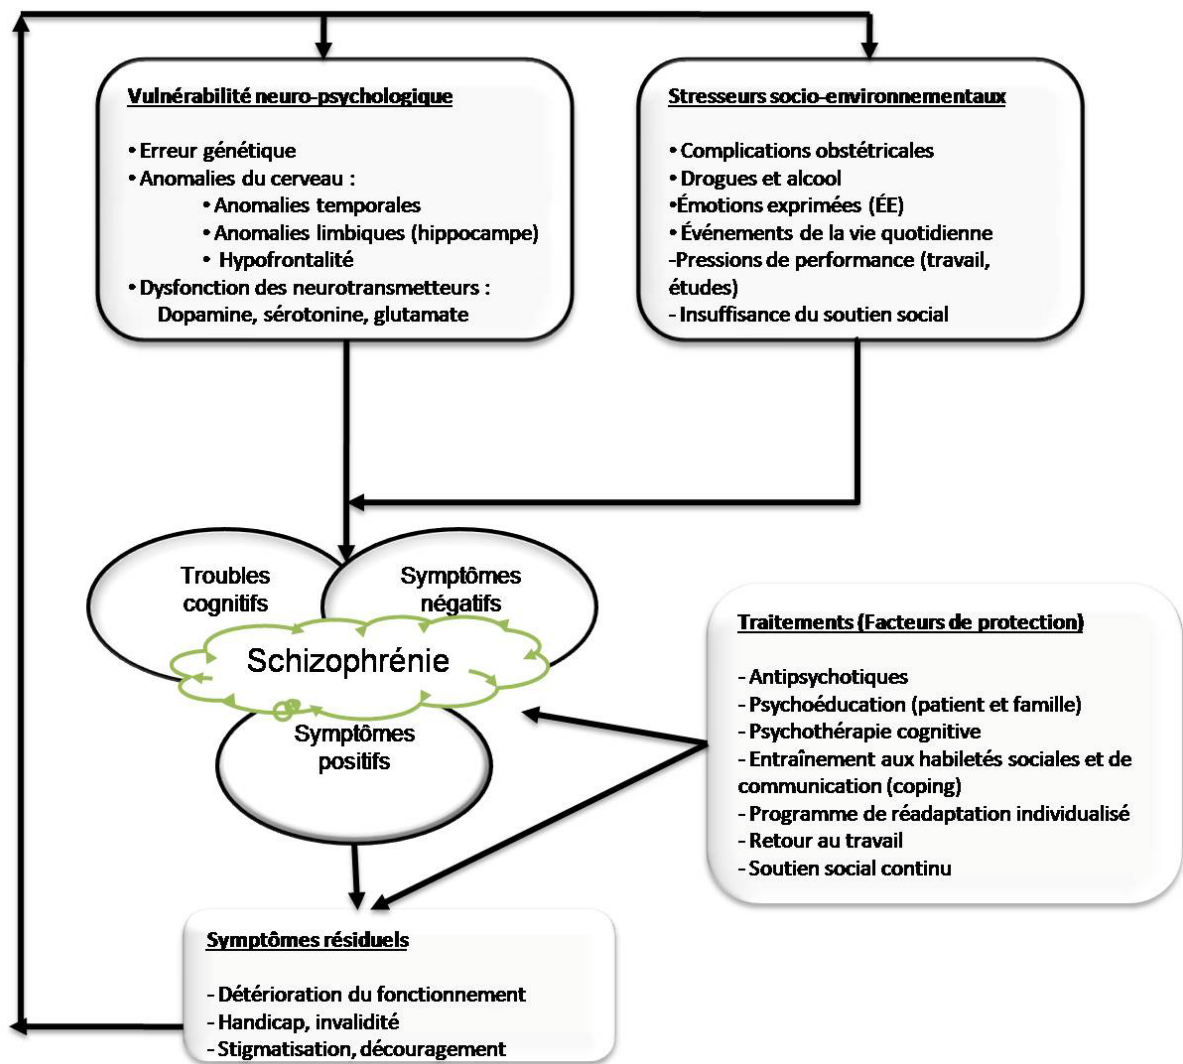 Vulnérabilité neuro-psychologique
• Erreur génétique
• Anomalies du cerveau :
• Anomalies temporales
• Anomalies limbiques (hippocampe)
• Hypofrontalité
• Dysfonction des neurotransmetteurs :
Dopamine, sérotonine, glutamate
Stresseurs socio-environnementaux
• Complications obstétricales
• Drogues et alcool
•Émotions exprimées (ÉE)
• Événements de la vie quotidienne
-Pressions de performance (travail,
études)
- Insuffisance du soutien social
Troubles
cognitifs
Symptômes
négatifs
Schizophrénie
Symptômes
positifs
Traitements (Facteurs de protection)
- Antipsychotiques
- Psychoéducation (patient et famille)
- Psychothérapie cognitive
- Entraînement aux habiletés sociales et de
communication (coping)
- Programme de réadaptation individualisé
- Retour au travail
- Soutien social continu
Symptômes résiduels
- Détérioration du fonctionnement
- Handicap, invalidité
- Stigmatisation, découragement